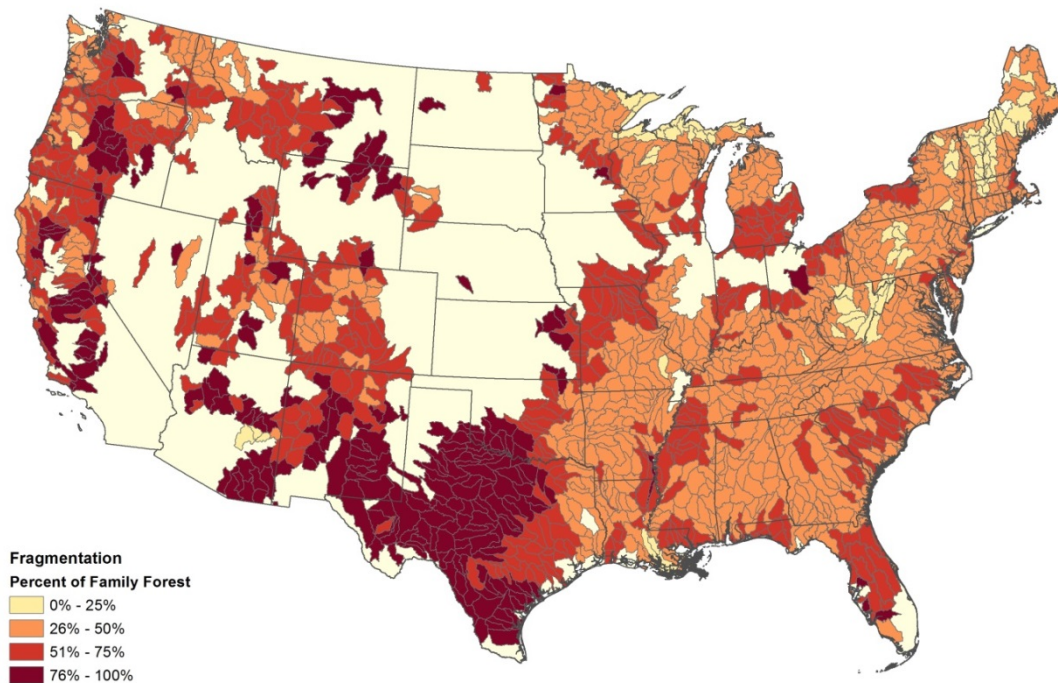 Fragmentation
Percent of Family Forest
0% - 25%
26% - 50%
51% - 75%
76% - 100%